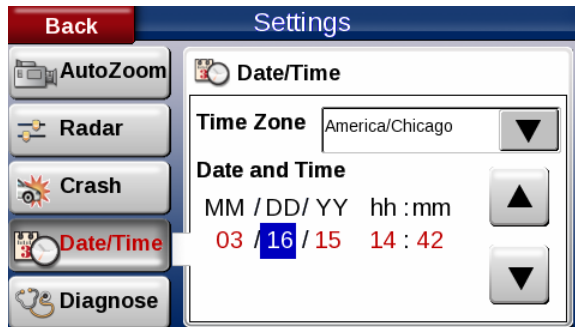 Back
Settings
AutoZoom
Radar
Crash
Date/Time
Diagnose
Date/Time
Time Zone America/Chicago
Date and Time
MM / DD/ YY hh : mm
03 / 16 / 15 14 : 42